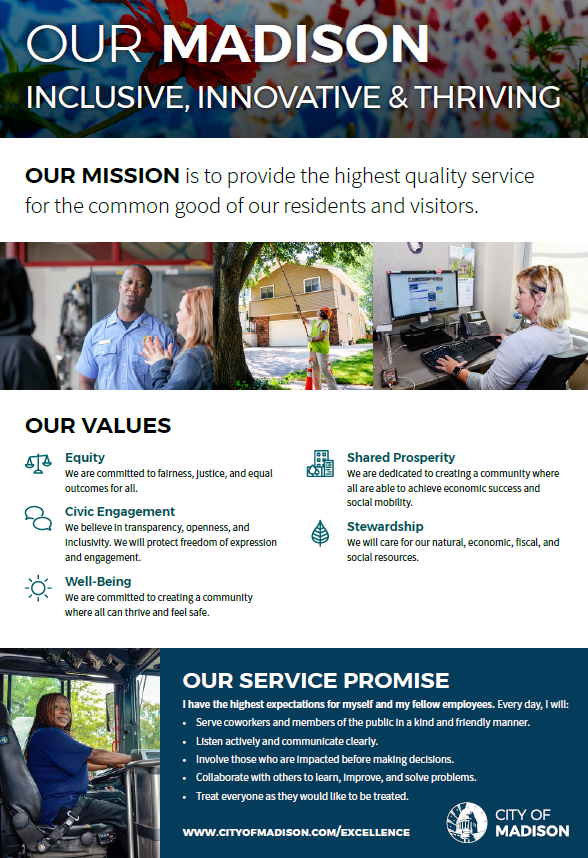 OUR MADISON
INCLUSIVE, INNOVATIVE & THRIVING
OUR MISSION is to provide the highest quality service
for the common good of our residents and visitors.
OUR VALUES
Equity
We are committed to fairness, justice, and equal
outcomes for all.
Civic Engagement
We believe in transparency, openness, and
inclusivity. We will protect freedom of expression
and engagement.
Well-Being
We are committed to creating a community
where all can thrive and feel safe.
Shared Prosperity
We are dedicated to creating a community where
all are able to achieve economic success and
social mobility.
Stewardship
We will care for our natural, economic, fiscal, and
social resources.
OUR SERVICE PROMISE
I have the highest expectations for myself and my fellow employees. Every day, I will:
• Serve coworkers and members of the public in a kind and friendly manner.
• Listen actively and communicate clearly.
• Involve those who are impacted before making decisions.
• Collaborate with others to learn, improve, and solve problems.
• Treat everyone as they would like to be treated.
WWW.CITYOFMADISON.COM/EXCELLENCE
CITY OF
MADISON